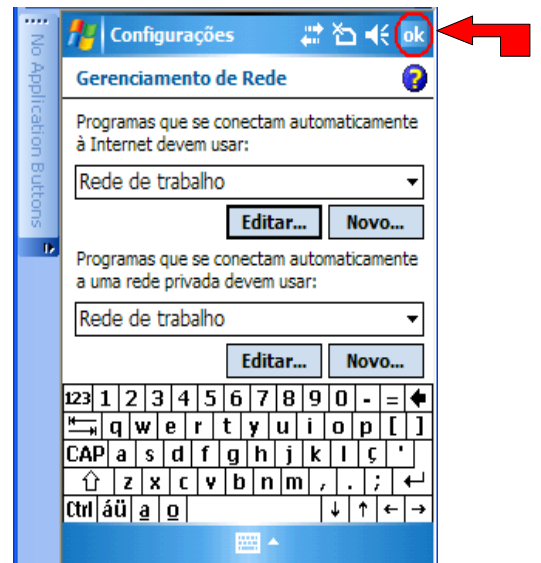 No Application Buttons
Configurações ok
Gerenciamento de Rede ?
Programas que se conectam automaticamente
à Internet devem usar:
Rede de trabalho
Editar... Novo...
Programas que se conectam automaticamente
a uma rede privada devem usar:
Rede de trabalho
Editar... Novo...
123 1 2 3 4 5 6 7 8 9 0 - =
q w e r t y u i o p [ ]
CAP a s d f g h j k l ç '
z x c v b n m , . ;
Ctrl áü a o